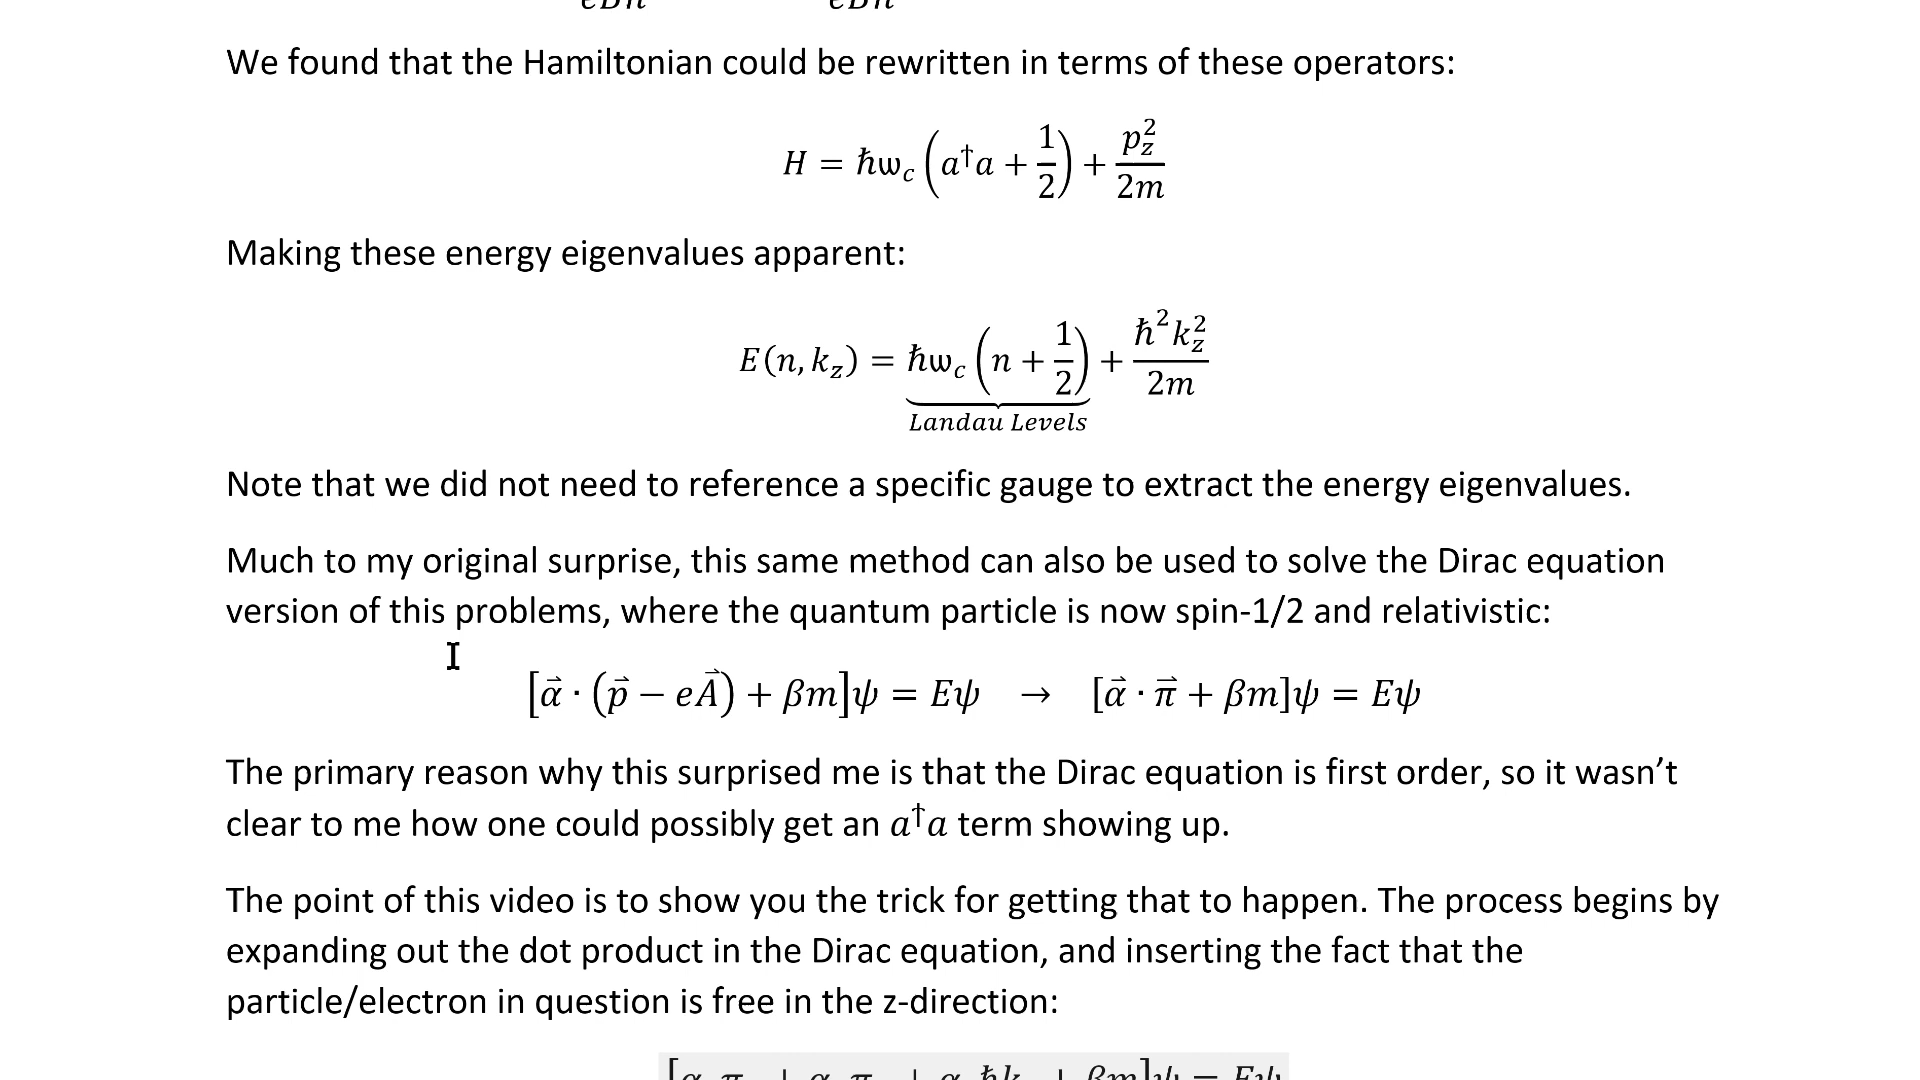 eBħ eBħ
We found that the Hamiltonian could be rewritten in terms of these operators:
H = ħω_c (a†a + 1/2) + p_z^2/2m
Making these energy eigenvalues apparent:
E(n, k_z) = ħω_c (n + 1/2) + ħ^2 k_z^2/2m
Landau Levels
Note that we did not need to reference a specific gauge to extract the energy eigenvalues.
Much to my original surprise, this same method can also be used to solve the Dirac equation
version of this problems, where the quantum particle is now spin-1/2 and relativistic:
[α⃗ · (p⃗ − eA⃗) + βm]ψ = Eψ → [α⃗ · π⃗ + βm]ψ = Eψ
The primary reason why this surprised me is that the Dirac equation is first order, so it wasn’t
clear to me how one could possibly get an a†a term showing up.
The point of this video is to show you the trick for getting that to happen. The process begins by
expanding out the dot product in the Dirac equation, and inserting the fact that the
particle/electron in question is free in the z-direction: